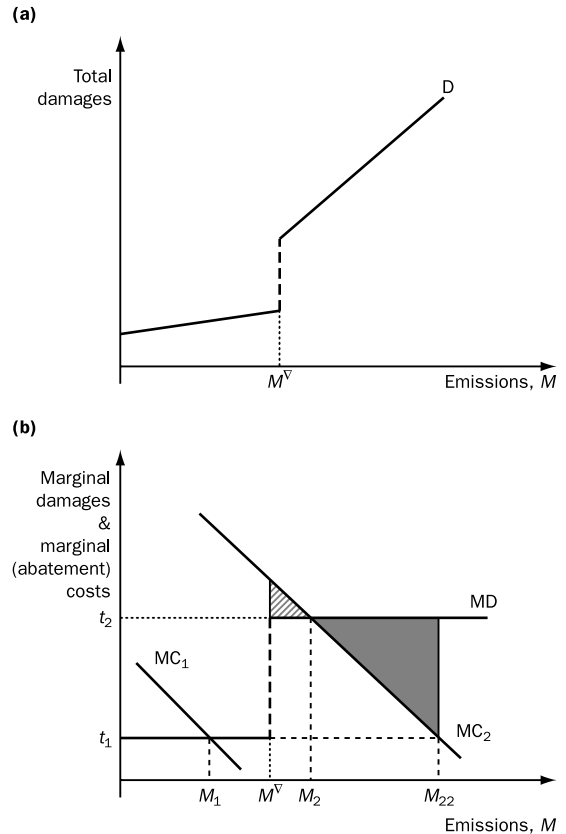 (a)
Total
damages
D
M∇
Emissions, M
(b)
Marginal
damages
&
marginal
(abatement)
costs
t2
MD
MC1
t1
MC2
M1
M∇
M2
M22
Emissions, M